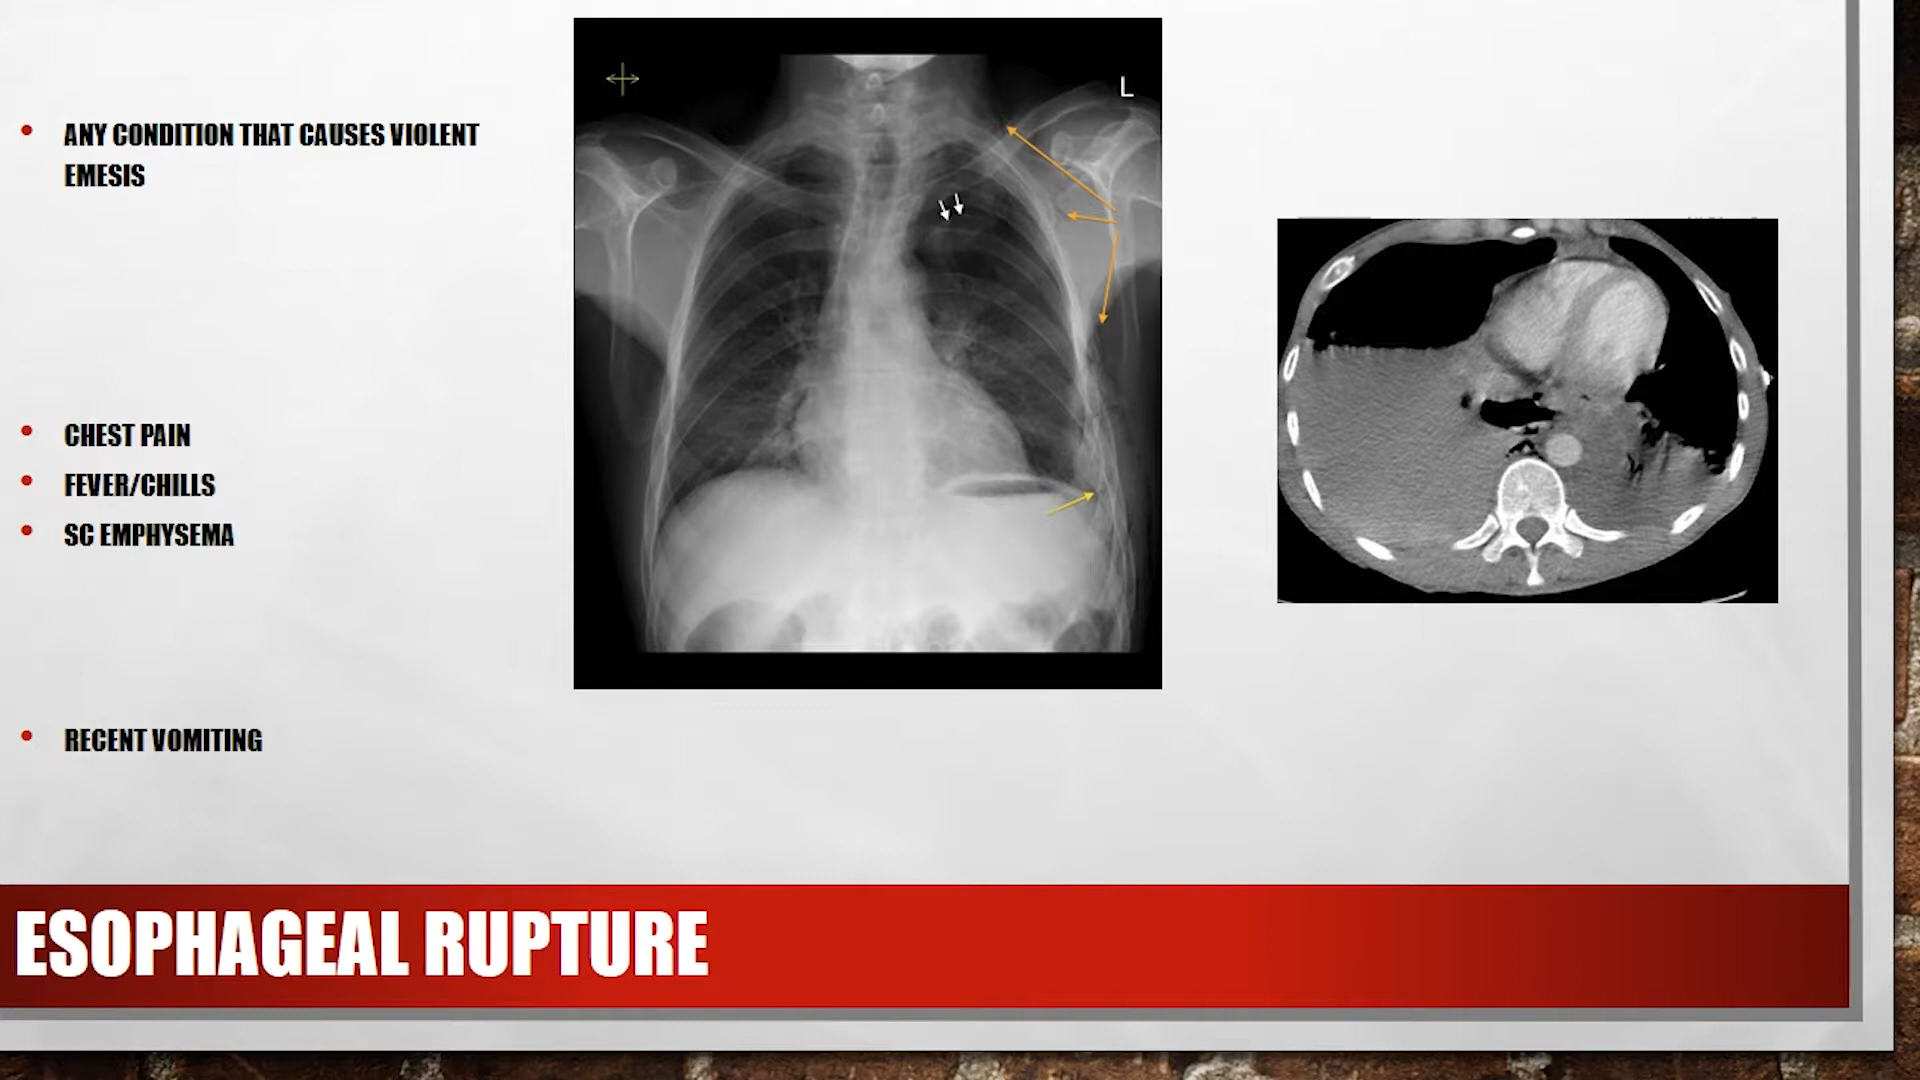 ANY CONDITION THAT CAUSES VIOLENT
EMESIS
CHEST PAIN
FEVER/CHILLS
SC EMPHYSEMA
RECENT VOMITING
L
ESOPHAGEAL RUPTURE